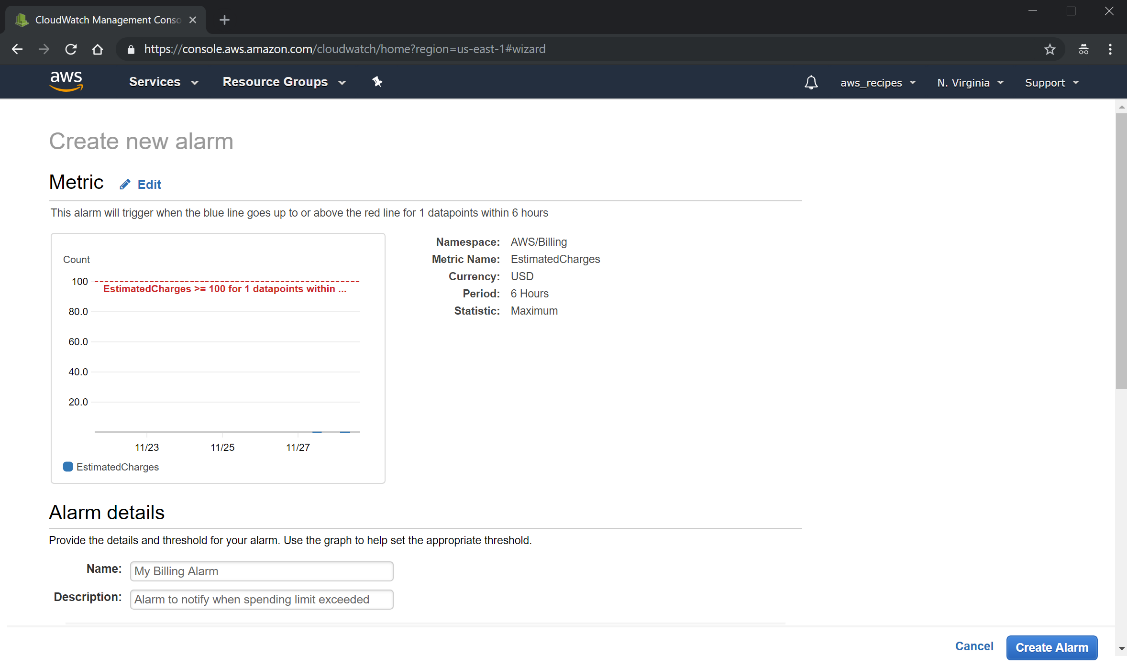 CloudWatch Management Conso
https://console.aws.amazon.com/cloudwatch/home?region=us-east-1#wizard
aws Services Resource Groups aws_recipes N. Virginia Support
Create new alarm
Metric Edit
This alarm will trigger when the blue line goes up to or above the red line for 1 datapoints within 6 hours
Count
100
EstimatedCharges >= 100 for 1 datapoints within ...
80.0
60.0
40.0
20.0
11/23 11/25 11/27
EstimatedCharges
Namespace: AWS/Billing
Metric Name: EstimatedCharges
Currency: USD
Period: 6 Hours
Statistic: Maximum
Alarm details
Provide the details and threshold for your alarm. Use the graph to help set the appropriate threshold.
Name: My Billing Alarm
Description: Alarm to notify when spending limit exceeded
Cancel Create Alarm